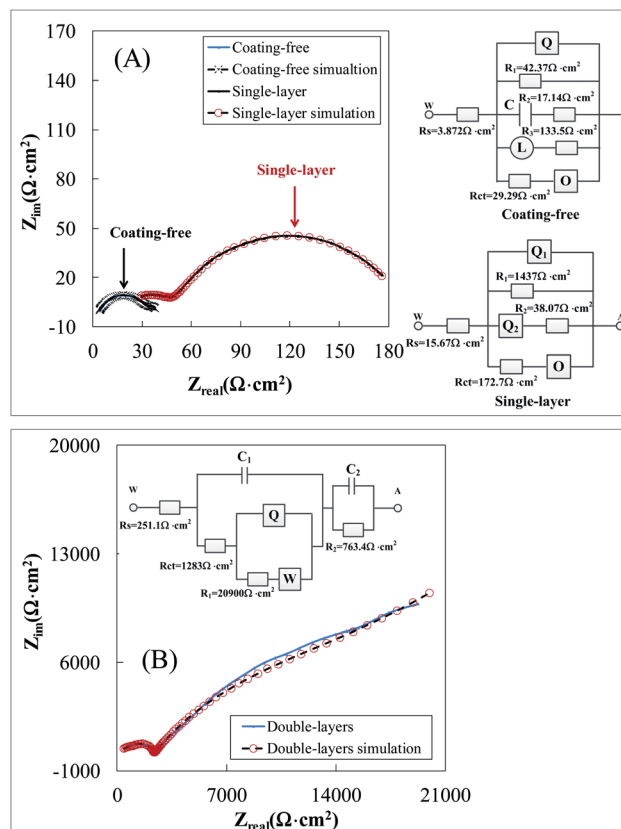 (A)
Coating-free
Coating-free simualtion
Single-layer
Single-layer simulation
170
140
110
80
50
20
-10
Zim(Ω·cm²)
Single-layer
Coating-free
0
30
60
90
120
150
180
Zreal(Ω·cm²)
Q
R₁=42.37Ω·cm²
C
R₂=17.14Ω·cm²
W
Rs=3.872Ω·cm²
R₃=133.5Ω·cm²
L
O
Rct=29.29Ω·cm²
Coating-free
Q₁
R₁=1437Ω·cm²
R₂=38.07Ω·cm²
W
A
Q₂
Rs=15.67Ω·cm²
O
Rct=172.7Ω·cm²
Single-layer
20000
13000
6000
-1000
Zim(Ω·cm²)
C₁
C₂
W
A
Rs=251.1Ω·cm²
Q
R₂=763.4Ω·cm²
Rct=1283Ω·cm²
W
R₁=20900Ω·cm²
(B)
Double-layers
Double-layers simulation
0
7000
14000
21000
Zreal(Ω·cm²)